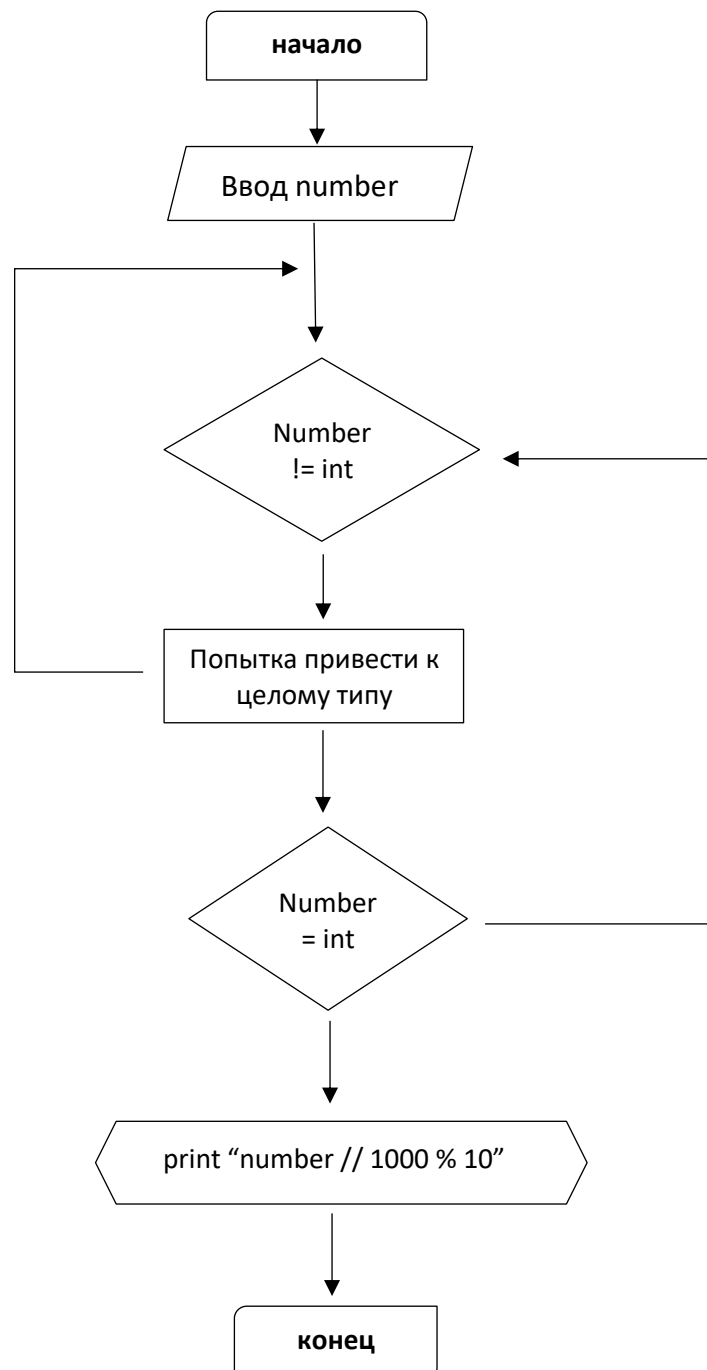 начало
Ввод number
Number
!= int
Попытка привести к
целому типу
Number
= int
print “number // 1000 % 10”
конец